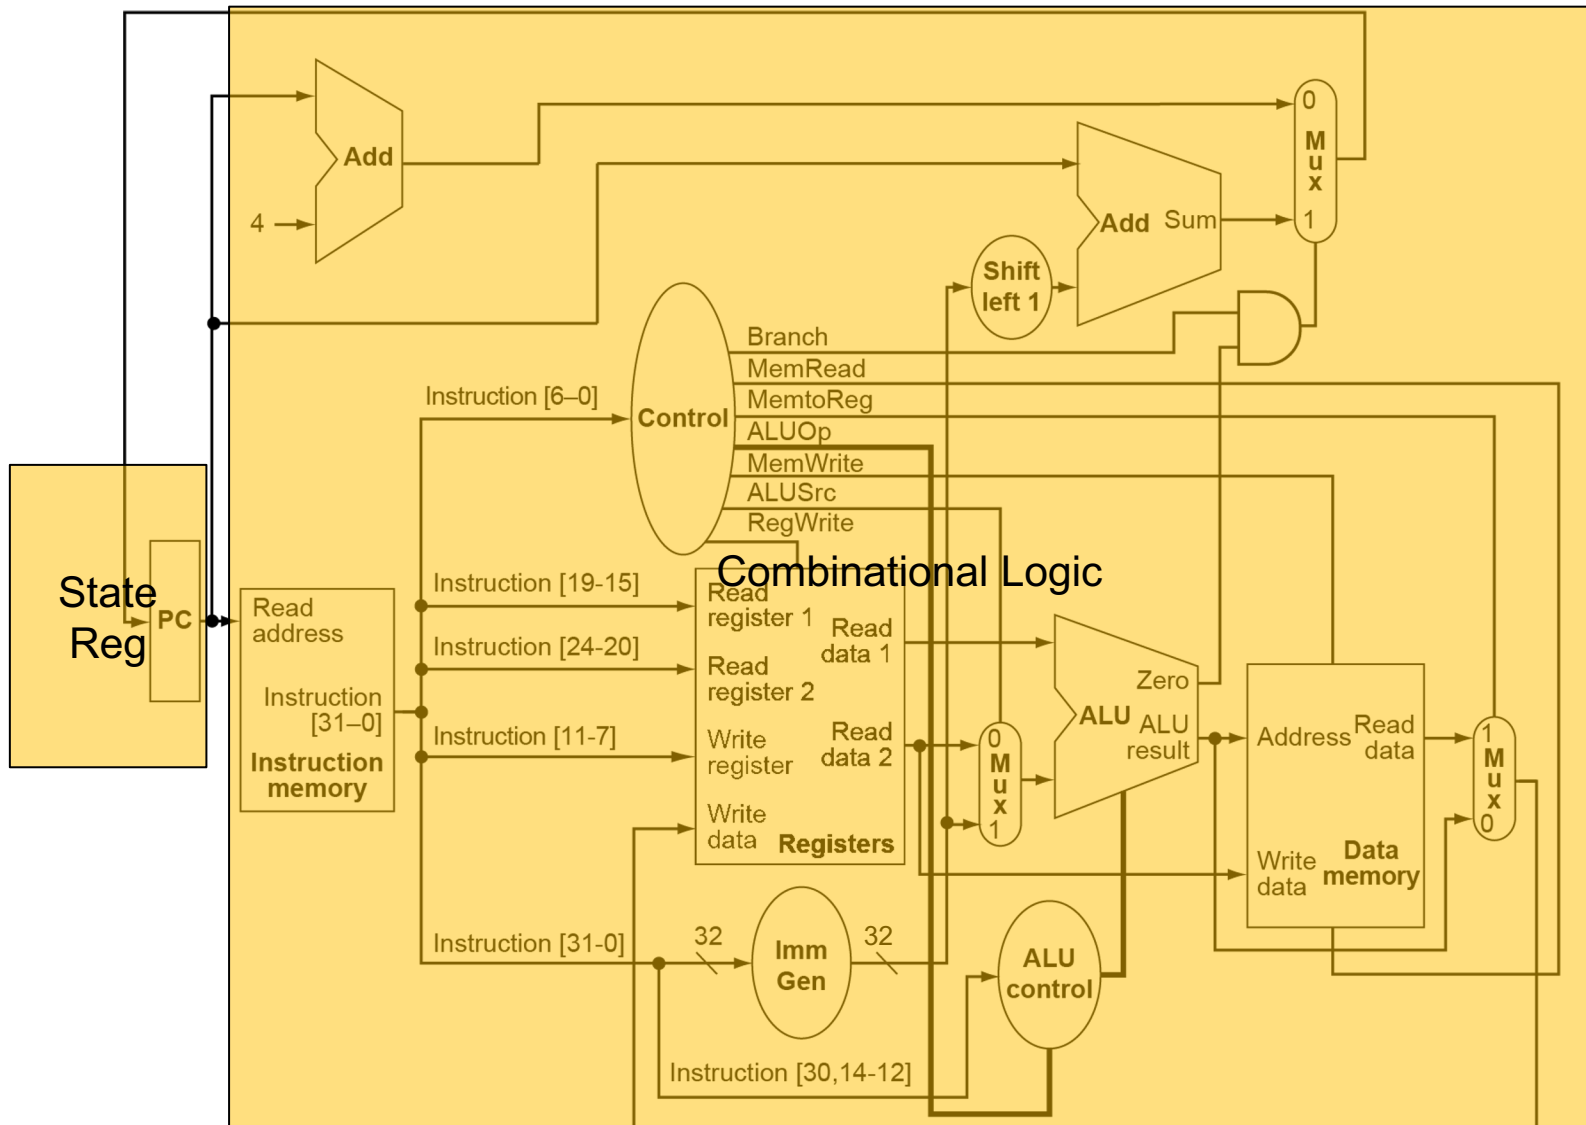 Add
4
0
M
u
x
1
Add Sum
Shift
left 1
Branch
MemRead
MemtoReg
ALUOp
MemWrite
ALUSrc
RegWrite
Control
Instruction [6–0]
Combinational Logic
State
Reg
PC
Read
address
Instruction
[31–0]
Instruction
memory
Instruction [19-15]
Instruction [24-20]
Instruction [11-7]
Instruction [31-0]
Read
register 1
Read
register 2
Write
register
Write
data
Read
data 1
Read
data 2
Registers
0
M
u
x
1
Zero
ALU
ALU
result
Address
Read
data
Write
data
Data
memory
1
M
u
x
0
32
Imm
Gen
32
ALU
control
Instruction [30,14-12]